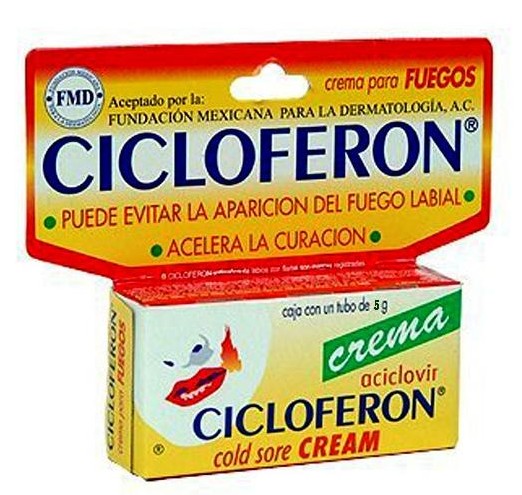 crema para FUEGOS
FMD
Aceptado por la:
FUNDACIÓN MEXICANA PARA LA DERMATOLOGÍA, A.C.
CICLOFERON®
• PUEDE EVITAR LA APARICION DEL FUEGO LABIAL •
• ACELERA LA CURACION •
caja con un tubo de 5 g
crema
aciclovir
CICLOFERON®
cold sore CREAM
®
CICLOFERON
crema para FUEGOS